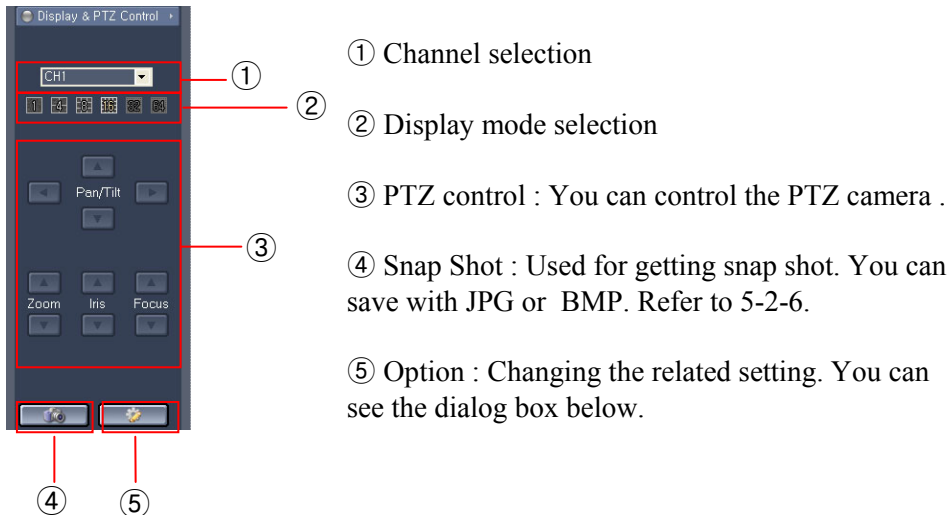 Display & PTZ Control
CH1
1 4 8 16 32 64
Pan/Tilt
Zoom Iris Focus
①
②
③
④ ⑤
① Channel selection
② Display mode selection
③ PTZ control : You can control the PTZ camera .
④ Snap Shot : Used for getting snap shot. You can
save with JPG or BMP. Refer to 5-2-6.
⑤ Option : Changing the related setting. You can
see the dialog box below.